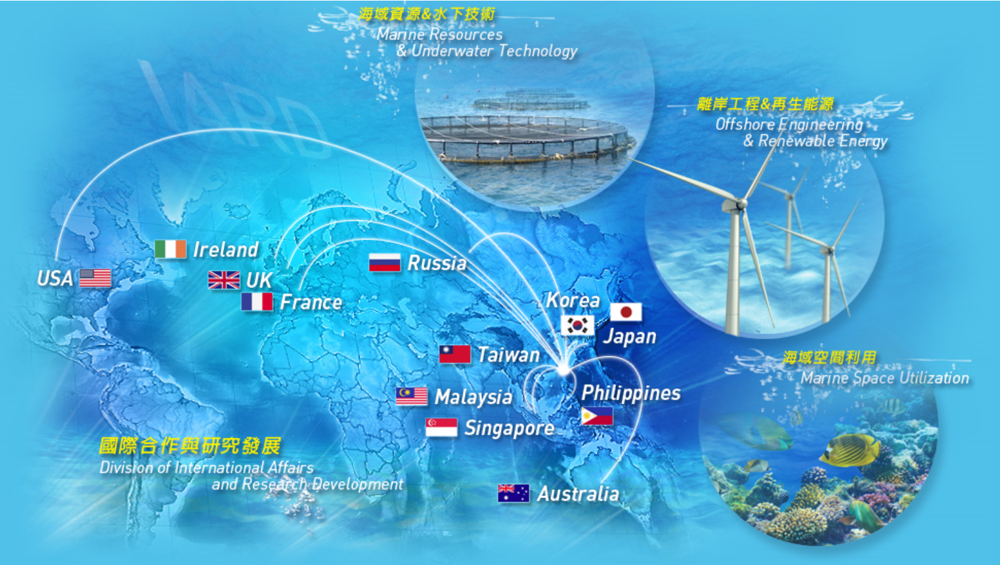 海域資源&水下技術
Marine Resources
& Underwater Technology
IARD
離岸工程&再生能源
Offshore Engineering
& Renewable Energy
Ireland
USA
UK
France
Russia
Korea
Japan
Taiwan
海域空間利用
Marine Space Utilization
Malaysia
Philippines
Singapore
國際合作與研究發展
Division of International Affairs
and Research Development
Australia